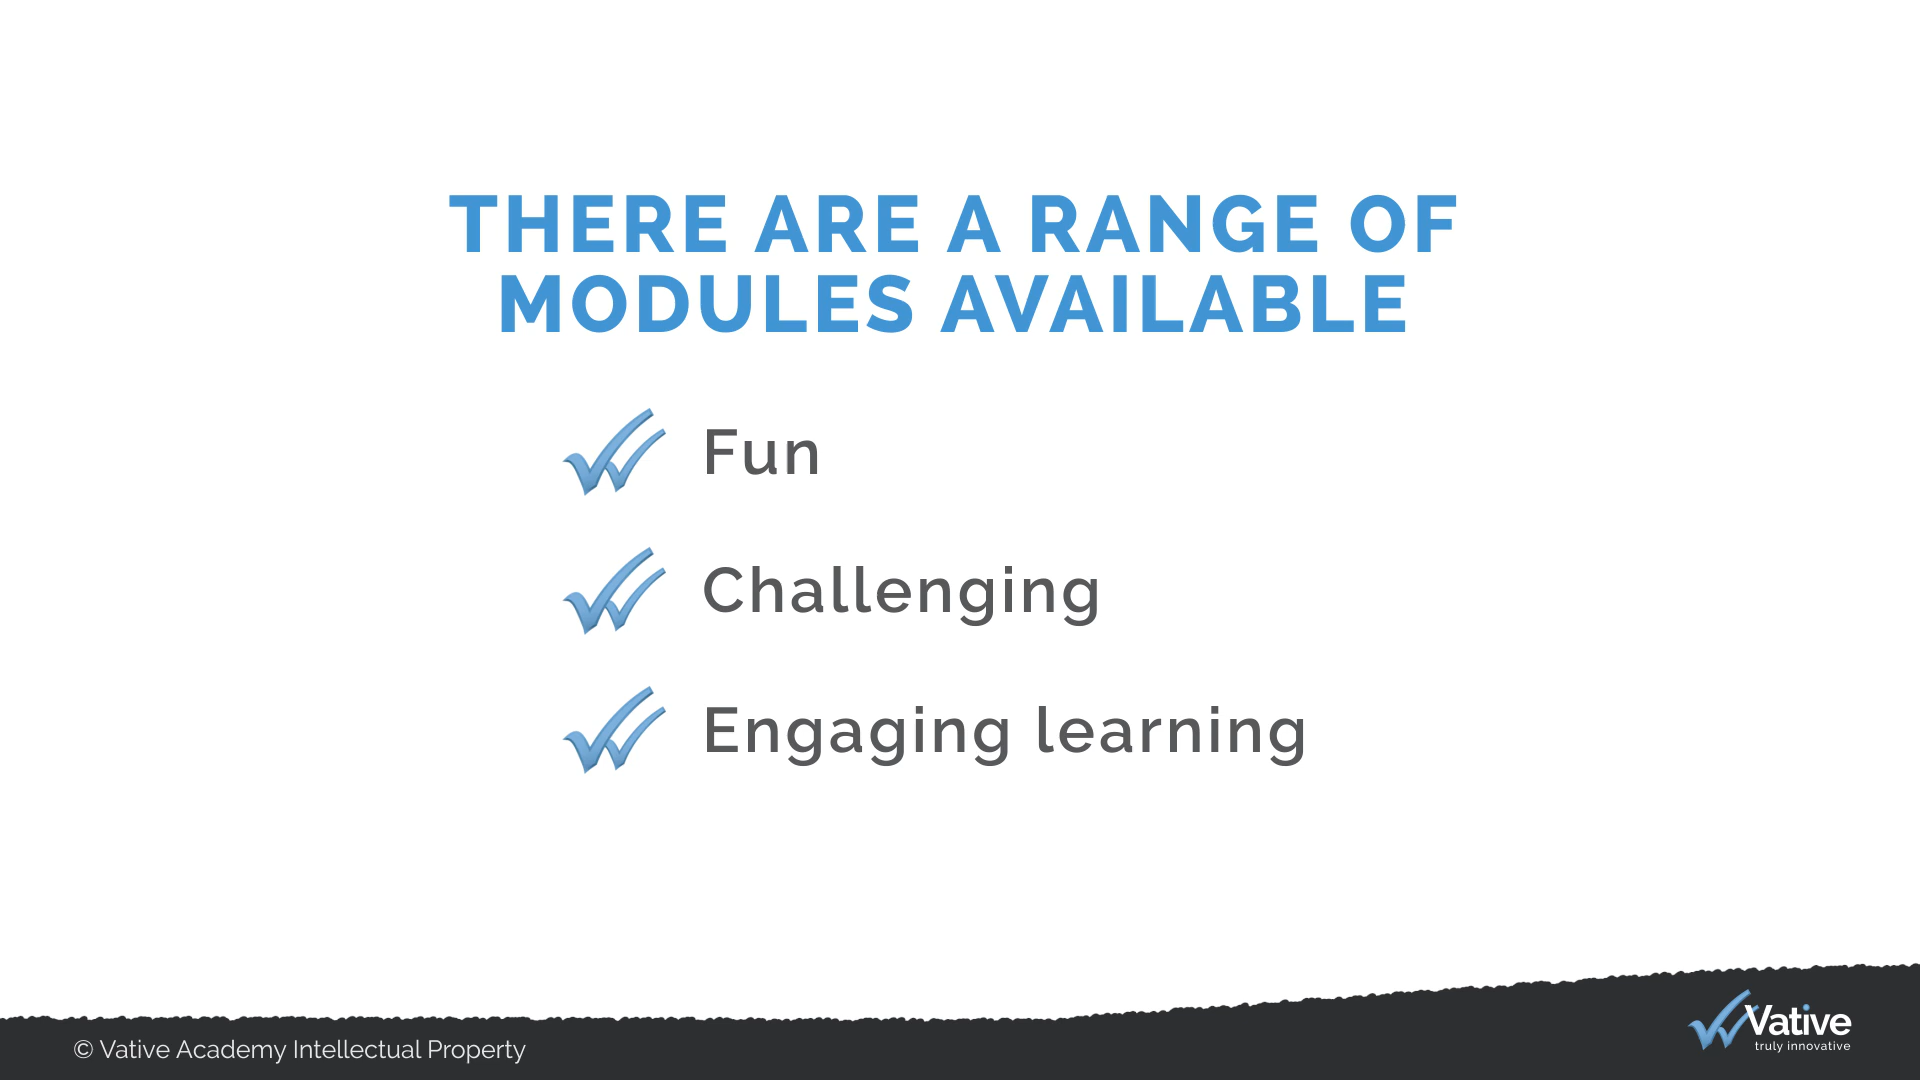 THERE ARE A RANGE OF
MODULES AVAILABLE
Fun
Challenging
Engaging learning
© Vative Academy Intellectual Property
Vative
truly innovative